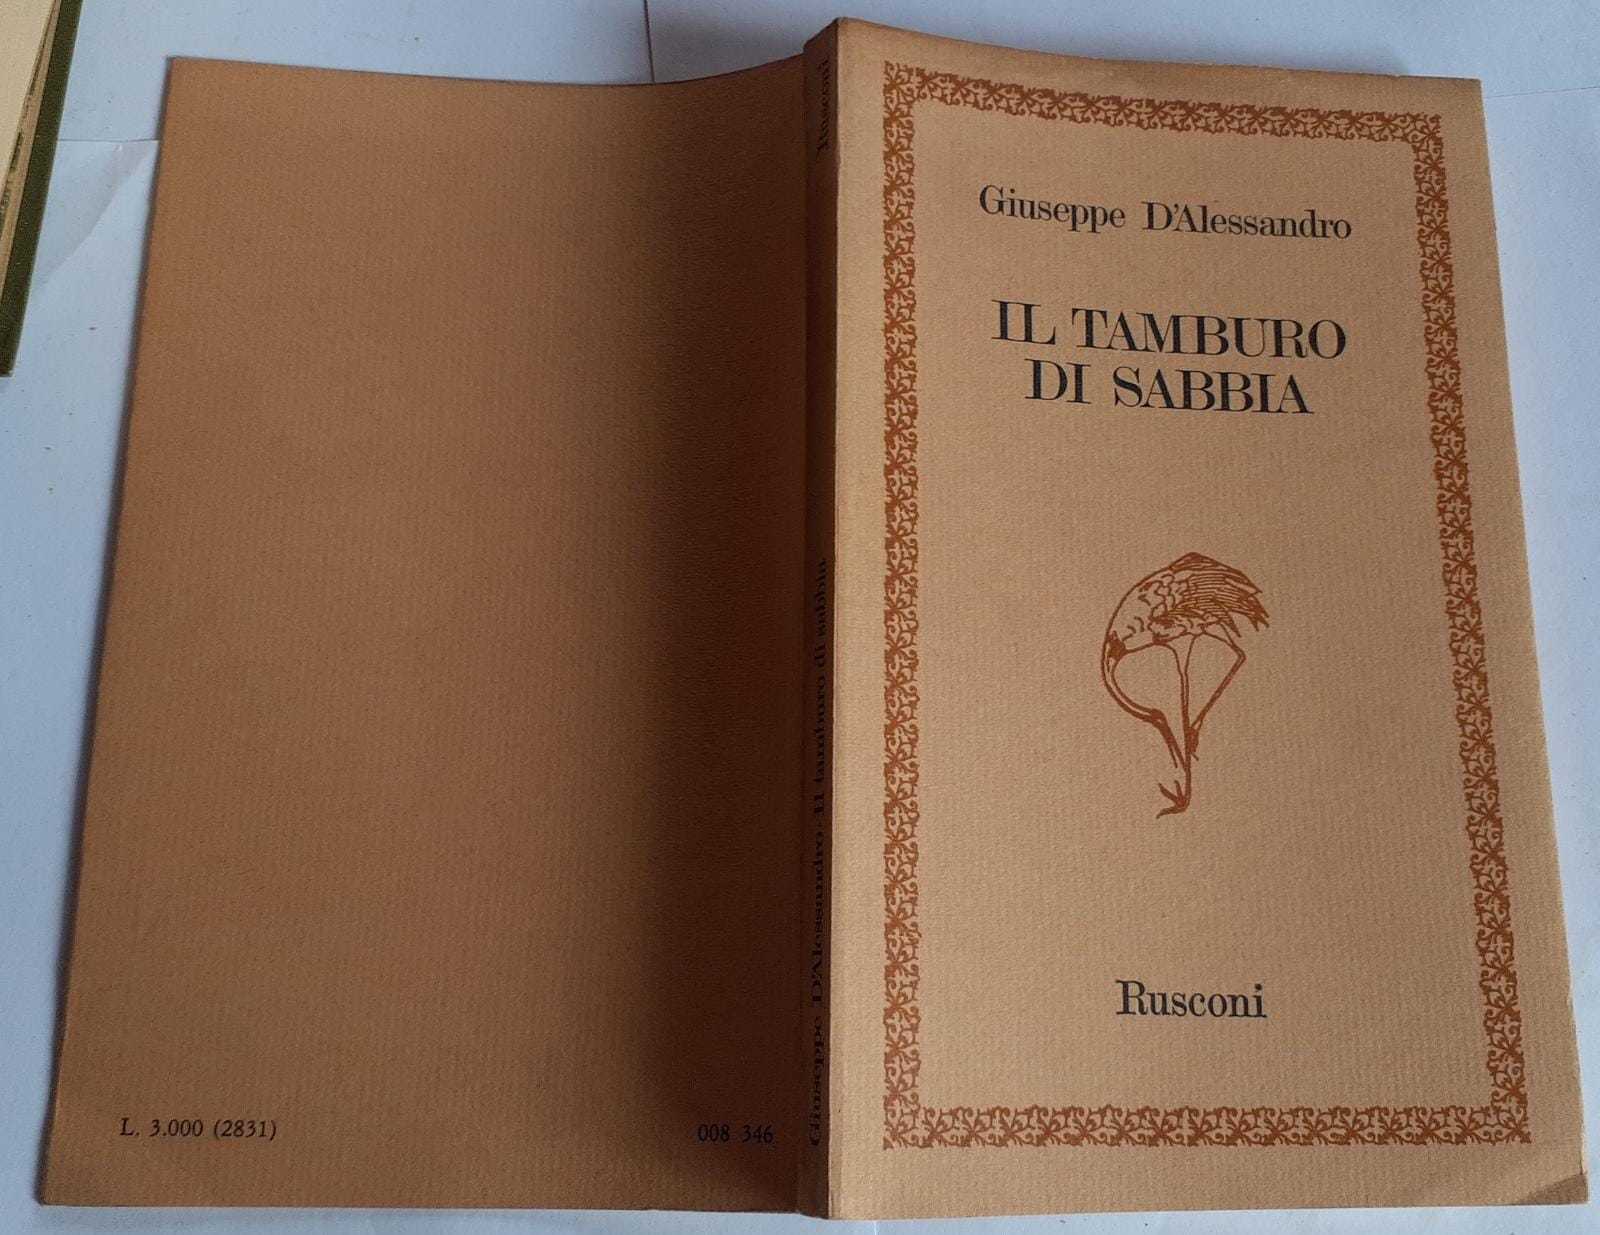 Giuseppe D'Alessandro
IL TAMBURO
DI SABBIA
Rusconi
Giuseppe D'Alessandro Il tamburo di sabbia
Rusconi
L. 3.000 (2831)
008 346